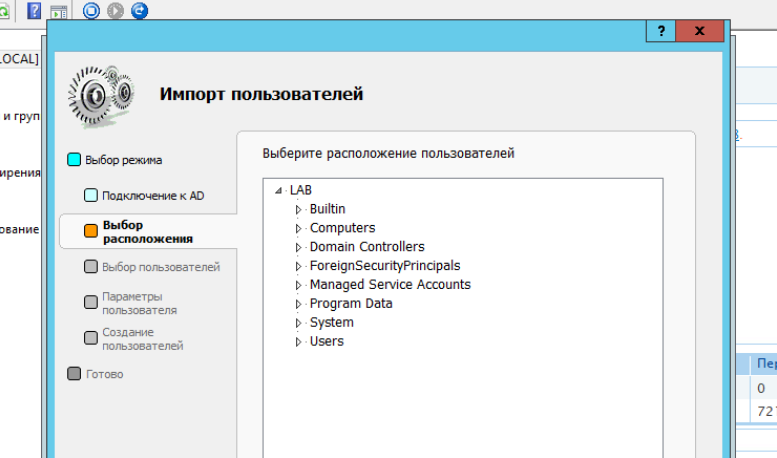 ? x
LOCAL]
Импорт пользователей
и груп
Выбор режима
Выберите расположение пользователей
ирения
Подключение к AD
LAB
Выбор
расположения
Builtin
ование
Computers
Domain Controllers
Выбор пользователей
ForeignSecurityPrincipals
Managed Service Accounts
Параметры
пользователя
Program Data
System
Создание
пользователей
Users
Готово
Пер
0
72